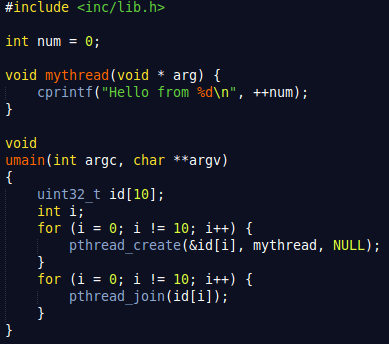 #include <inc/lib.h>

int num = 0;

void mythread(void * arg) {
    cprintf("Hello from %d\n", ++num);
}

void
umain(int argc, char **argv)
{
    uint32_t id[10];
    int i;
    for (i = 0; i != 10; i++) {
        pthread_create(&id[i], mythread, NULL);
    }
    for (i = 0; i != 10; i++) {
        pthread_join(id[i]);
    }
}